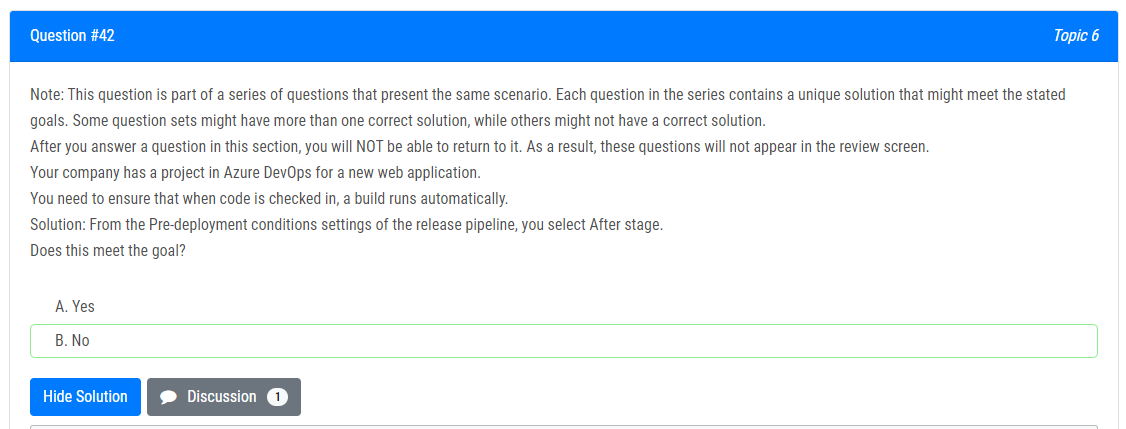 Question #42
Topic 6
Note: This question is part of a series of questions that present the same scenario. Each question in the series contains a unique solution that might meet the stated
goals. Some question sets might have more than one correct solution, while others might not have a correct solution.
After you answer a question in this section, you will NOT be able to return to it. As a result, these questions will not appear in the review screen.
Your company has a project in Azure DevOps for a new web application.
You need to ensure that when code is checked in, a build runs automatically.
Solution: From the Pre-deployment conditions settings of the release pipeline, you select After stage.
Does this meet the goal?
A. Yes
B. No
Hide Solution
Discussion 1